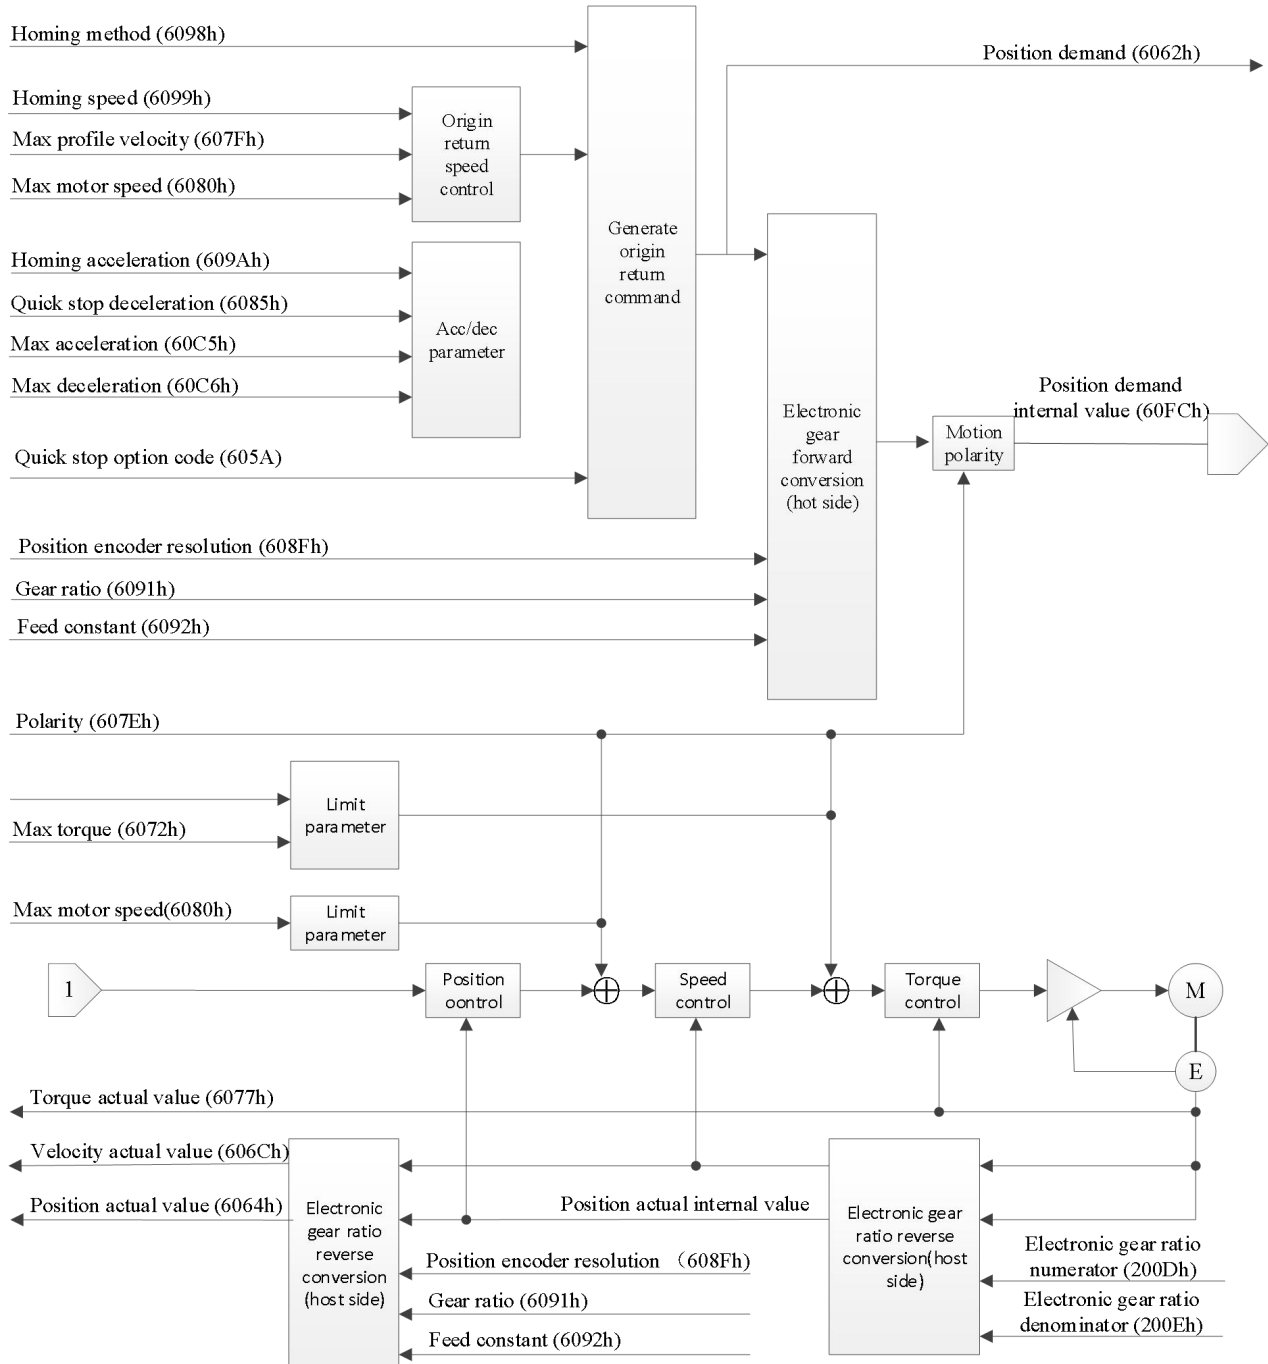 Homing method (6098h)
Position demand (6062h)
Homing speed (6099h)
Max profile velocity (607Fh)
Max motor speed (6080h)
Origin
return
speed
control
Homing acceleration (609Ah)
Quick stop deceleration (6085h)
Max acceleration (60C5h)
Max deceleration (60C6h)
Acc/dec
parameter
Generate
origin
return
command
Quick stop option code (605A)
Electronic
gear
forward
conversion
(hot side)
Motion
polarity
Position demand
internal value (60FCh)
Position encoder resolution (608Fh)
Gear ratio (6091h)
Feed constant (6092h)
Polarity (607Eh)
Limit
parameter
Max torque (6072h)
Max motor speed(6080h)
Limit
parameter
1
Position
oontrol
Speed
control
Torque
control
M
E
Torque actual value (6077h)
Velocity actual value (606Ch)
Position actual value (6064h)
Electronic
gear ratio
reverse
conversion
(host side)
Position actual internal value
Position encoder resolution （608Fh)
Gear ratio (6091h)
Feed constant (6092h)
Electronic gear
ratio reverse
conversion(host
side)
Electronic gear ratio
numerator (200Dh)
Electronic gear ratio
denominator (200Eh)